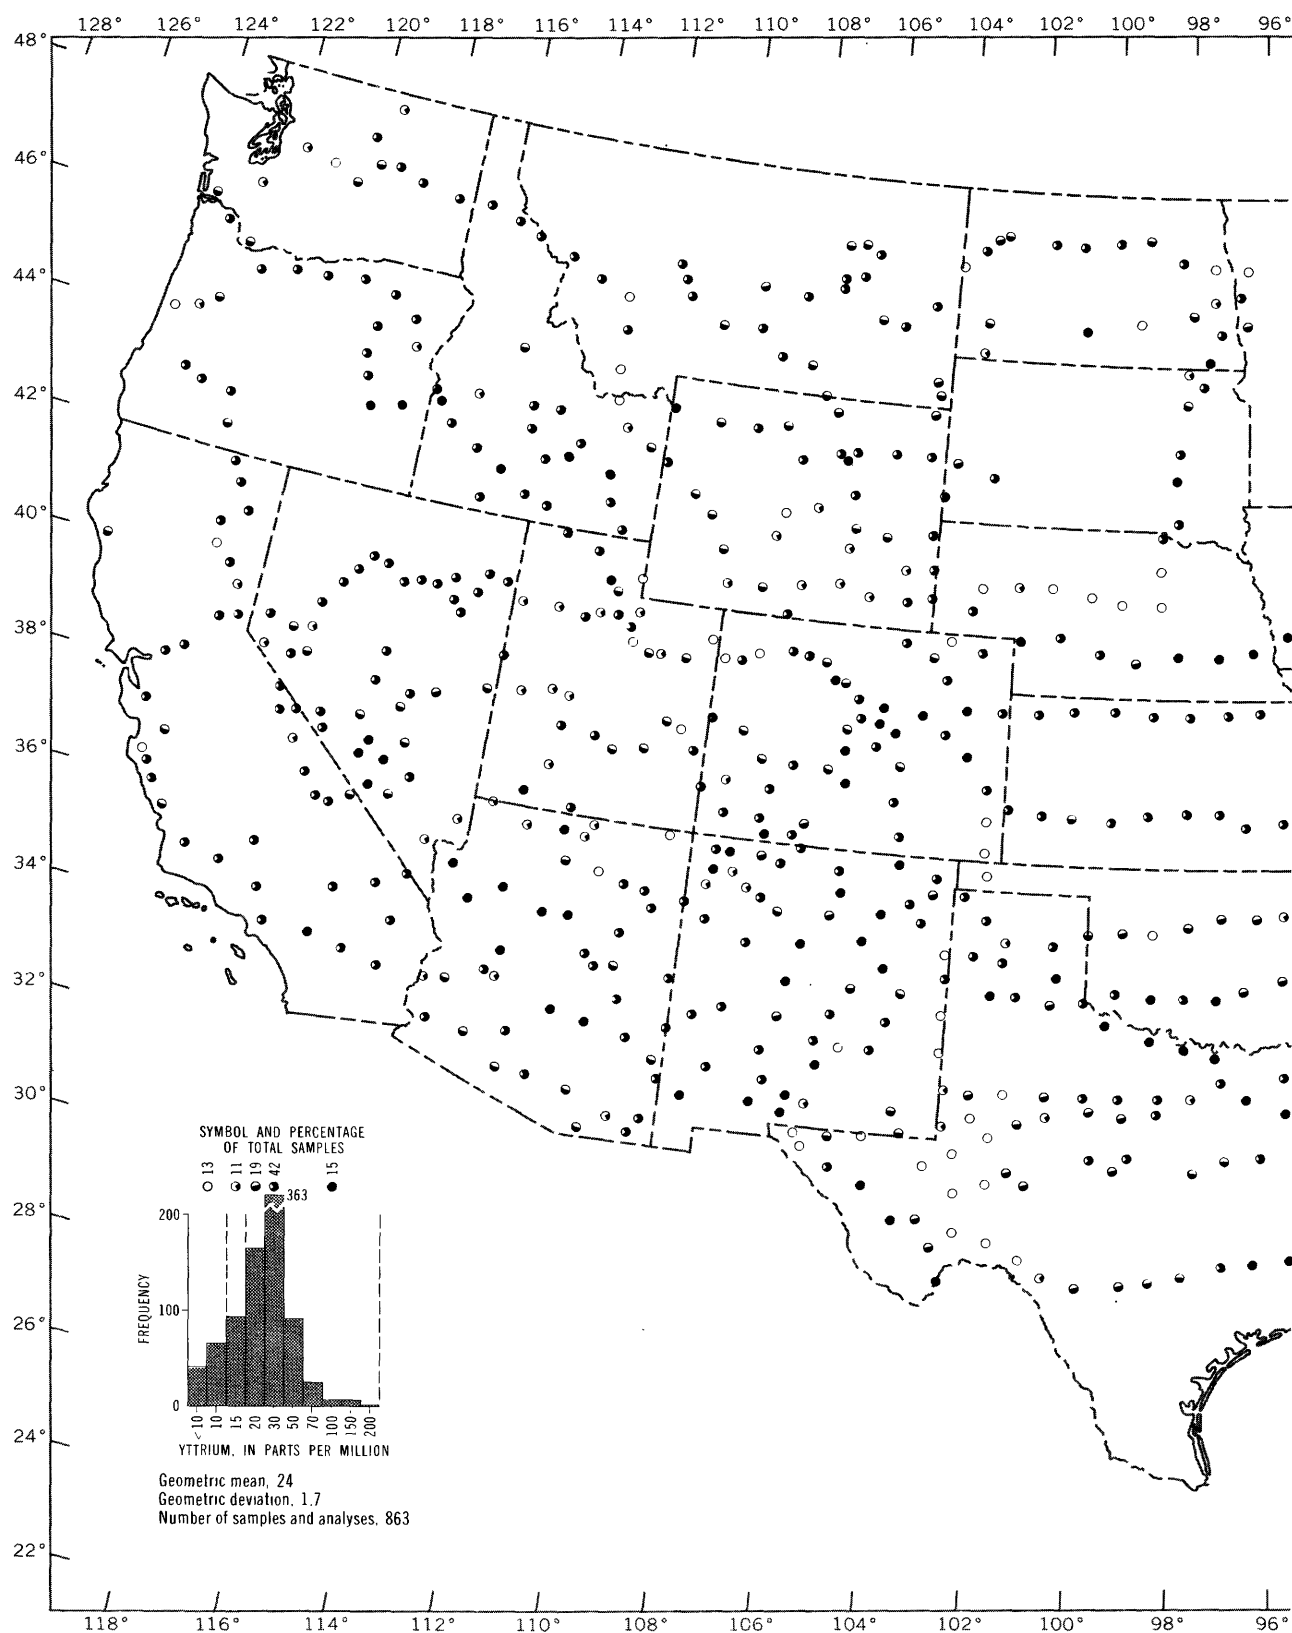 128° 126° 124° 122° 120° 118° 116° 114° 112° 110° 108° 106° 104° 102° 100° 98° 96°
48°
46°
44°
42°
40°
38°
36°
34°
32°
30°
28°
26°
24°
22°
SYMBOL AND PERCENTAGE
OF TOTAL SAMPLES
13 11 19 42 15
363
200
100
0
FREQUENCY
<10 10 15 20 30 50 70 100 150 200
YTTRIUM, IN PARTS PER MILLION
Geometric mean, 24
Geometric deviation, 1.7
Number of samples and analyses, 863
118° 116° 114° 112° 110° 108° 106° 104° 102° 100° 98° 96°